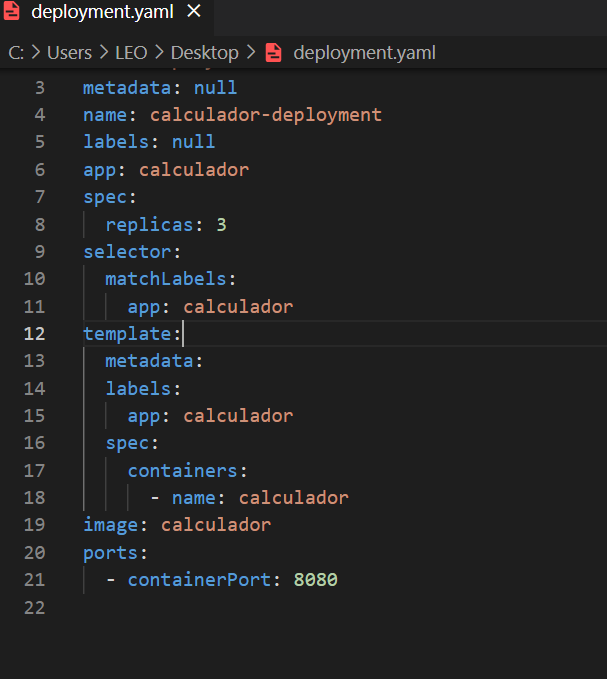 deployment.yaml ×
C: > Users > LEO > Desktop > deployment.yaml
3 metadata: null
4 name: calculador-deployment
5 labels: null
6 app: calculador
7 spec:
8   replicas: 3
9 selector:
10   matchLabels:
11     app: calculador
12 template:
13   metadata:
14   labels:
15     app: calculador
16   spec:
17     containers:
18       - name: calculador
19 image: calculador
20 ports:
21   - containerPort: 8080
22